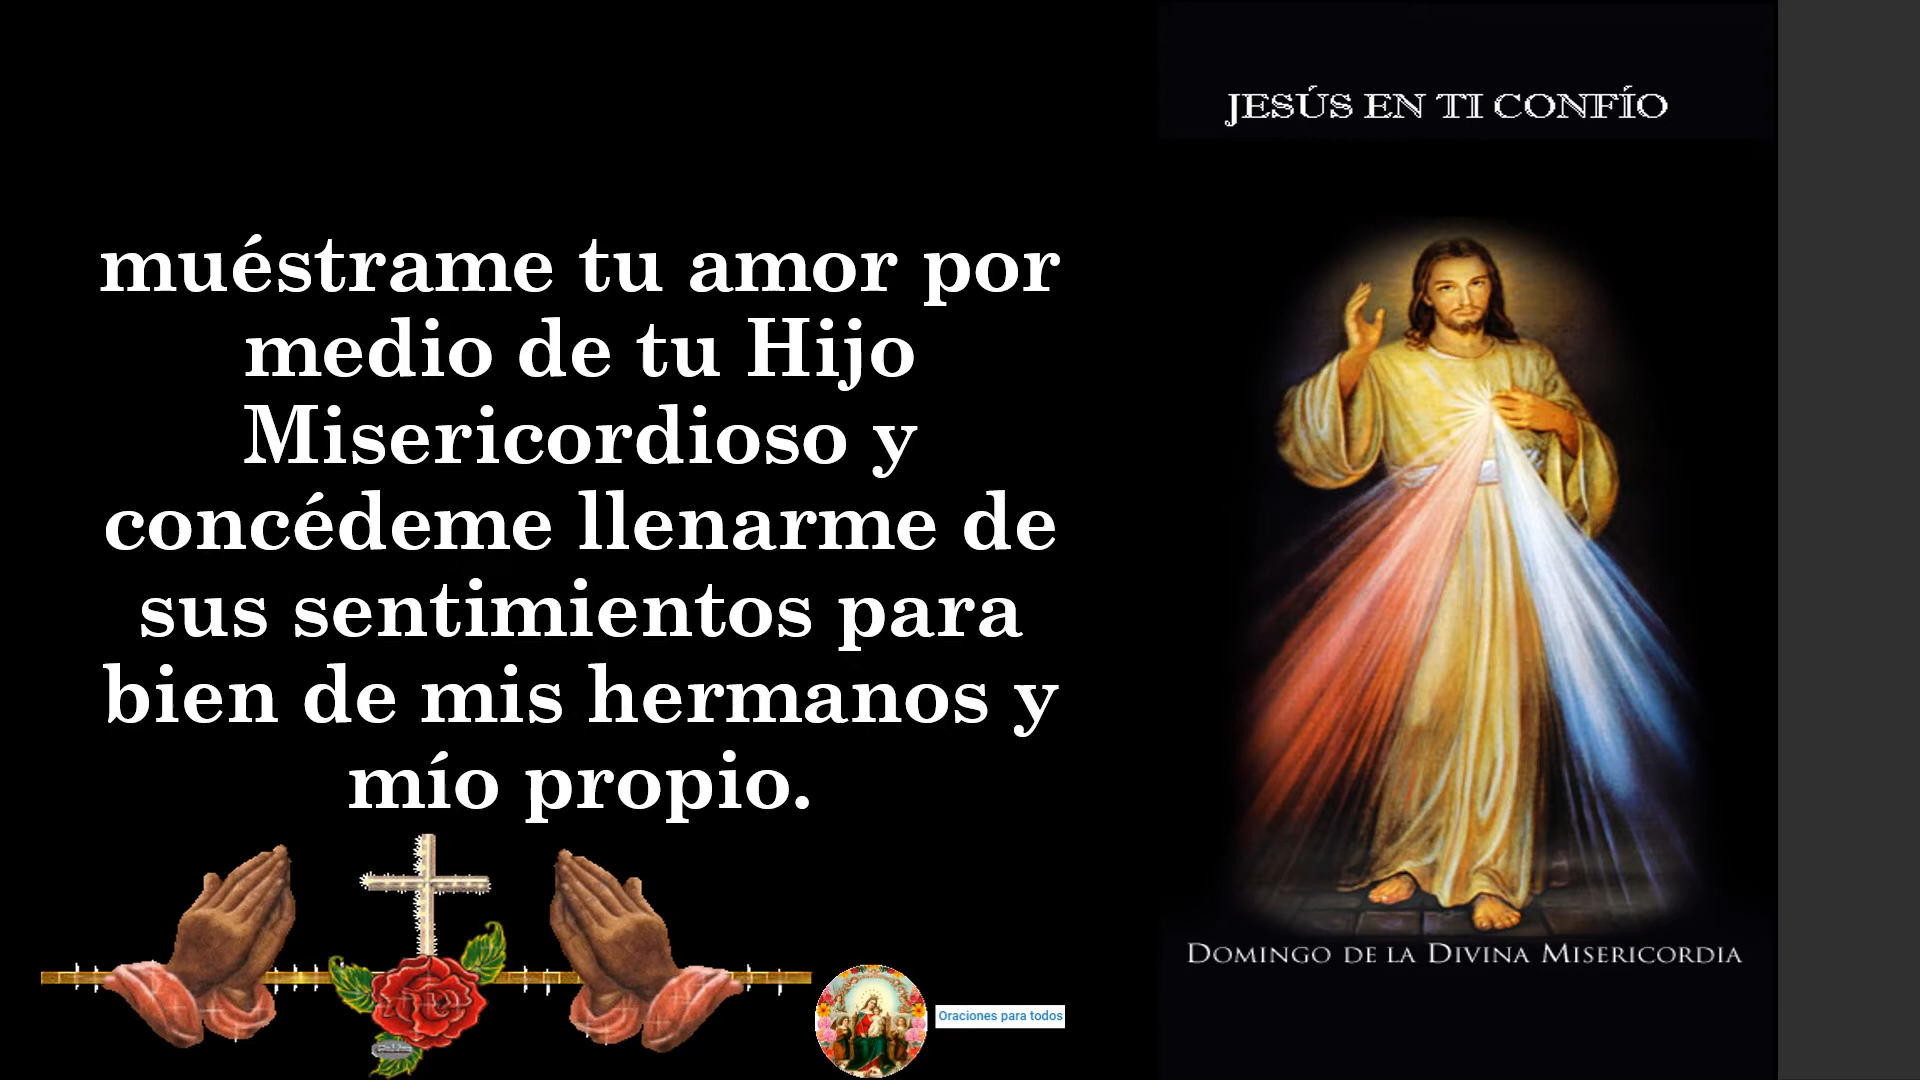 muéstrame tu amor por
medio de tu Hijo
Misericordioso y
concédeme llenarme de
sus sentimientos para
bien de mis hermanos y
mío propio.
JESÚS EN TI CONFÍO
DOMINGO DE LA DIVINA MISERICORDIA
Oraciones para todos